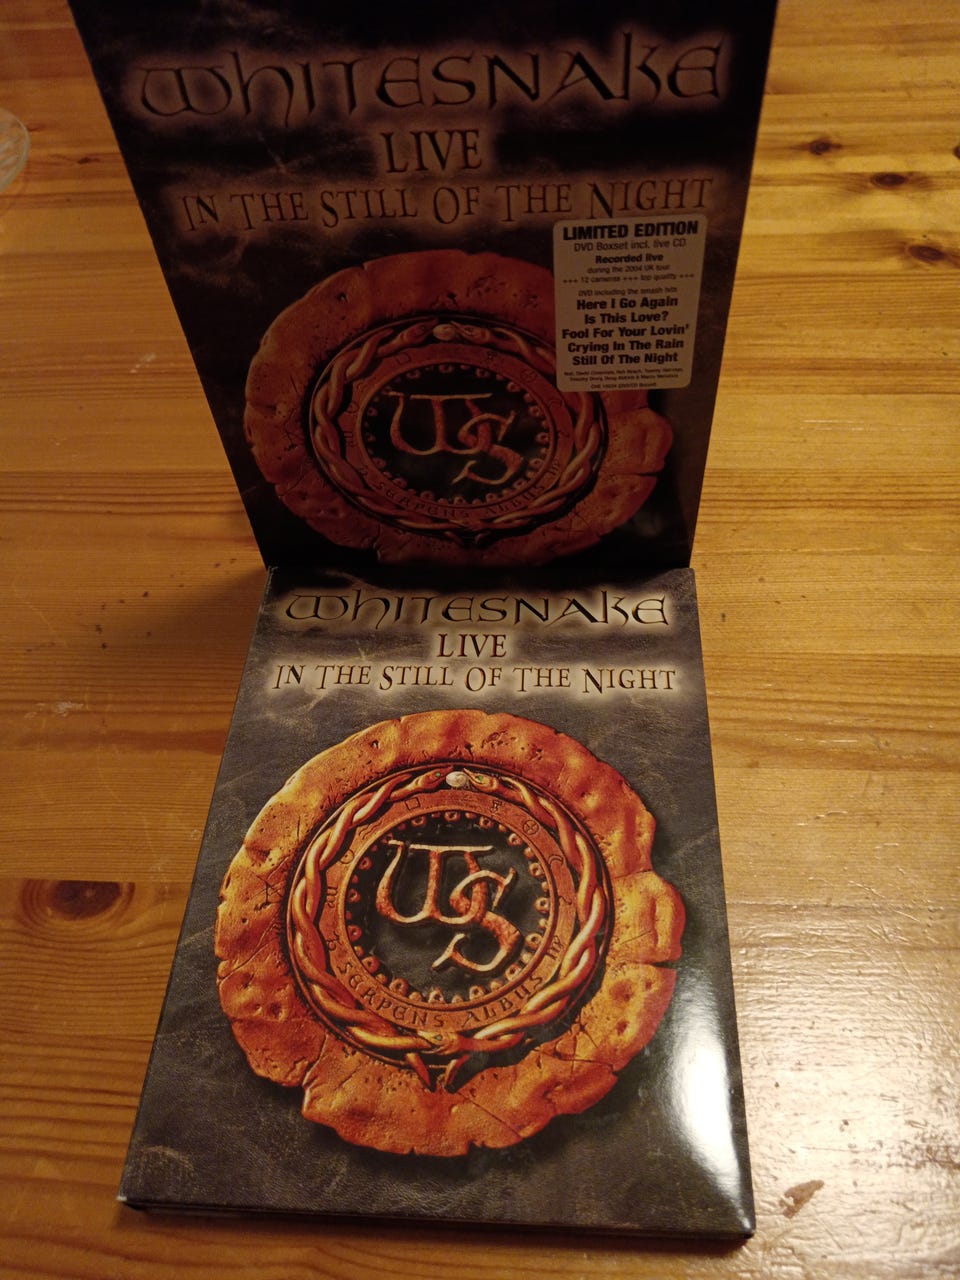 WHITESNAKE
LIVE
IN THE STILL OF THE NIGHT
LIMITED EDITION
DVD Boxset incl. live CD
Recorded live
during the 2004 UK tour
+++ 12 cameras +++ top quality +++
DVD including the smash hits
Here I Go Again
Is This Love?
Fool For Your Lovin'
Crying In The Rain
Still Of The Night
WS
SERPENS ALBUS
WHITESNAKE
LIVE
IN THE STILL OF THE NIGHT
WS
SERPENS ALBUS